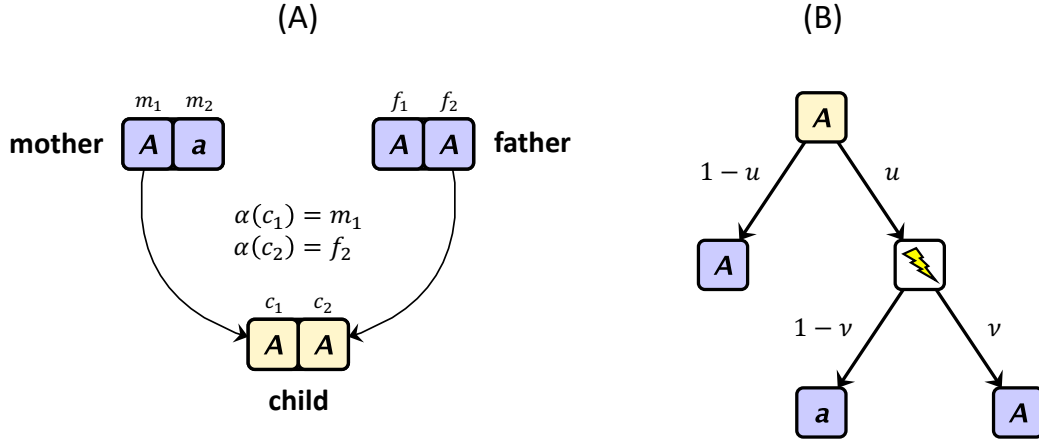 (A)
m₁ m₂
mother A a
f₁ f₂
A A father
α(c₁) = m₁
α(c₂) = f₂
c₁ c₂
A A
child
(B)
A
1 − u u
A
1 − ν ν
a A